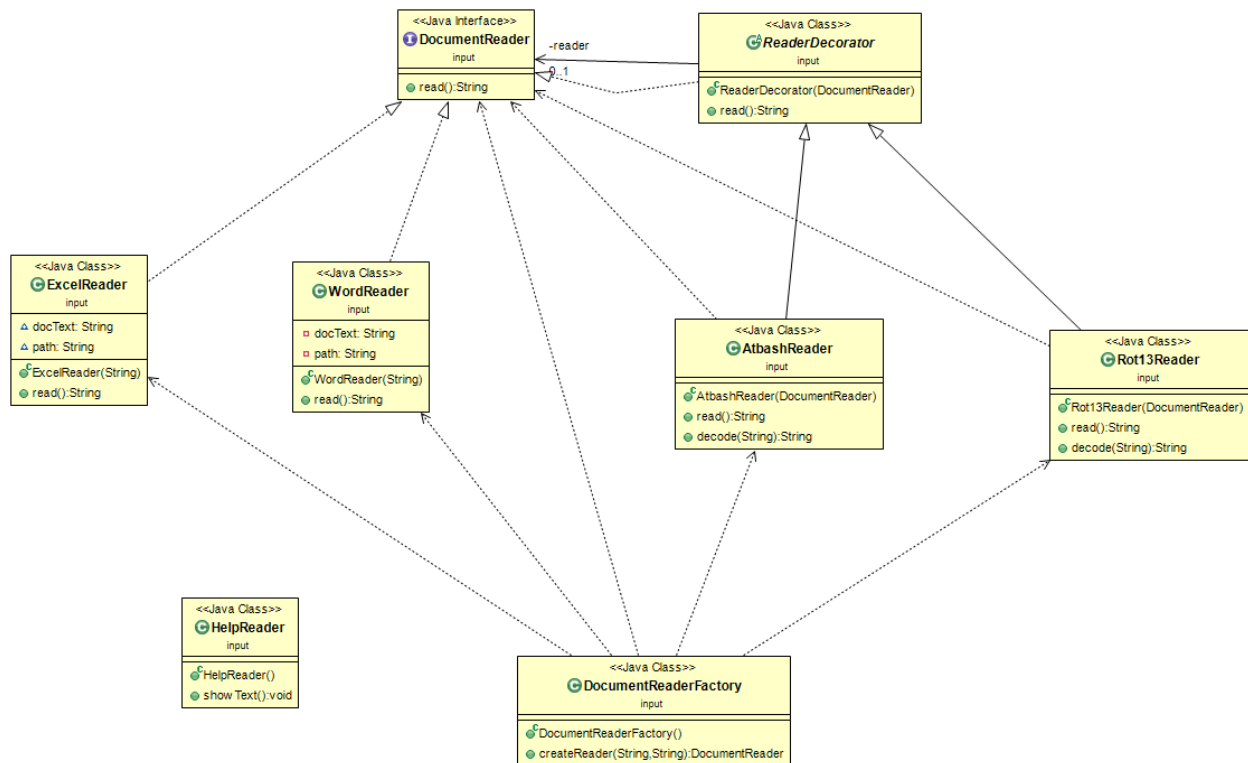 <<Java Interface>>
DocumentReader
input
read():String
-reader
0..1
<<Java Class>>
ReaderDecorator
input
ReaderDecorator(DocumentReader)
read():String
<<Java Class>>
ExcelReader
input
docText: String
path: String
ExcelReader(String)
read():String
<<Java Class>>
WordReader
input
docText: String
path: String
WordReader(String)
read():String
<<Java Class>>
AtbashReader
input
AtbashReader(DocumentReader)
read():String
decode(String):String
<<Java Class>>
Rot13Reader
input
Rot13Reader(DocumentReader)
read():String
decode(String):String
<<Java Class>>
HelpReader
input
HelpReader()
show Text():void
<<Java Class>>
DocumentReaderFactory
input
DocumentReaderFactory()
createReader(String,String):DocumentReader